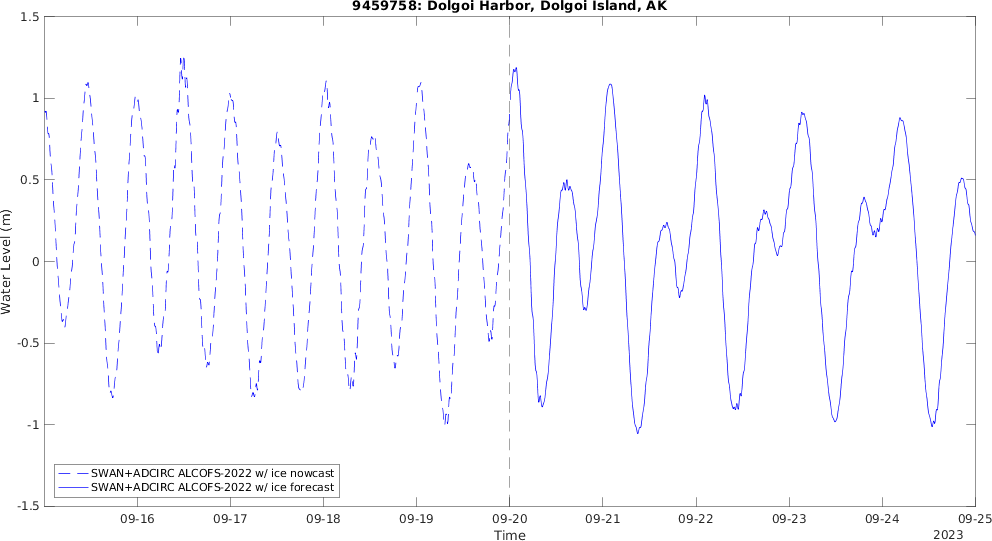 9459758: Dolgoi Harbor, Dolgoi Island, AK
1.5
1
0.5
0
-0.5
-1
-1.5
Water Level (m)
SWAN+ADCIRC ALCOFS-2022 w/ ice nowcast
SWAN+ADCIRC ALCOFS-2022 w/ ice forecast
09-16 09-17 09-18 09-19 09-20 09-21 09-22 09-23 09-24 09-25
Time
2023